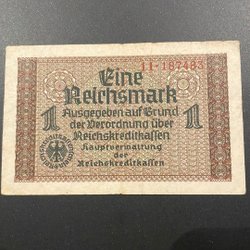 11·187483
Eine
Reichsmark
1 Ausgegeben auf Grund 1
der Verordnung über
Reichskreditkassen
Hauptverwaltung
der
Reichskreditkassen